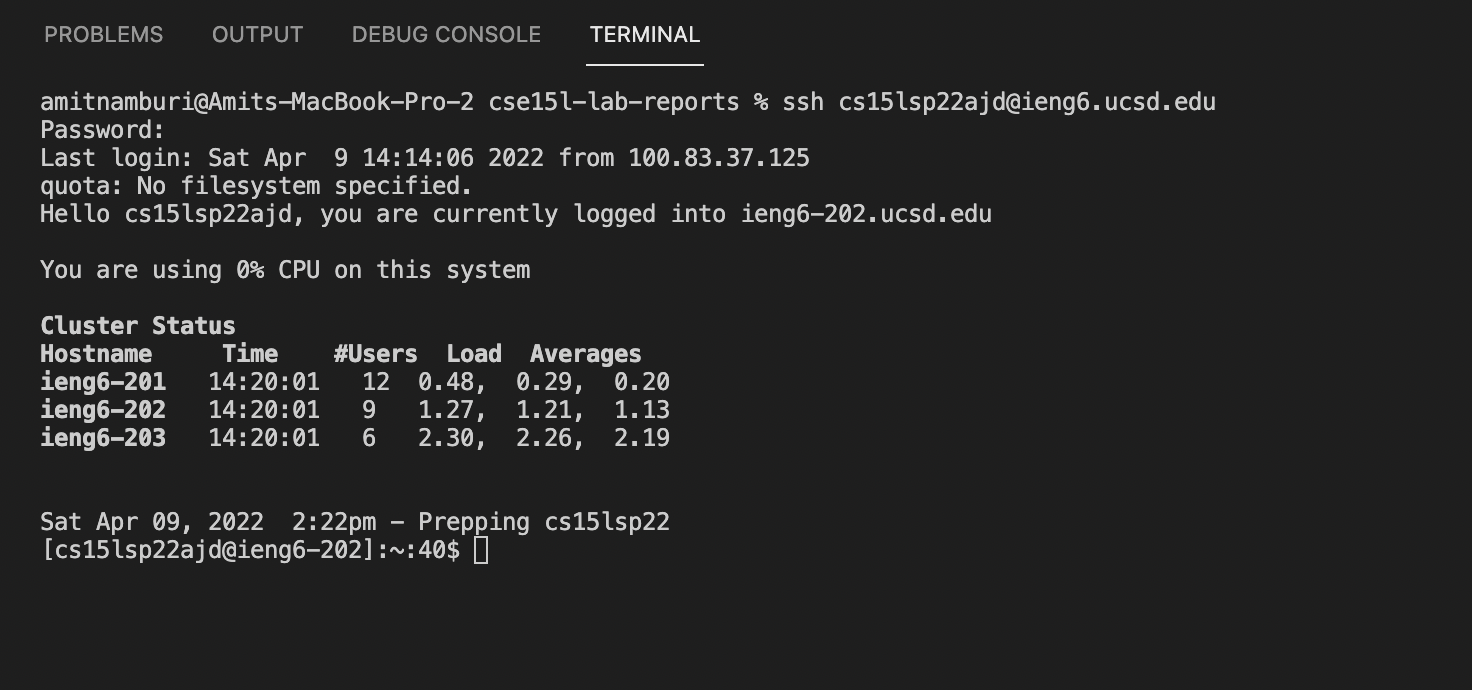 PROBLEMS OUTPUT DEBUG CONSOLE TERMINAL
amitnamburi@Amits-MacBook-Pro-2 cse15l-lab-reports % ssh cs15lsp22ajd@ieng6.ucsd.edu
Password:
Last login: Sat Apr  9 14:14:06 2022 from 100.83.37.125
quota: No filesystem specified.
Hello cs15lsp22ajd, you are currently logged into ieng6-202.ucsd.edu
You are using 0% CPU on this system
Cluster Status
Hostname     Time    #Users  Load  Averages
ieng6-201   14:20:01   12  0.48,  0.29,  0.20
ieng6-202   14:20:01   9   1.27,  1.21,  1.13
ieng6-203   14:20:01   6   2.30,  2.26,  2.19
Sat Apr 09, 2022  2:22pm - Prepping cs15lsp22
[cs15lsp22ajd@ieng6-202]:~:40$